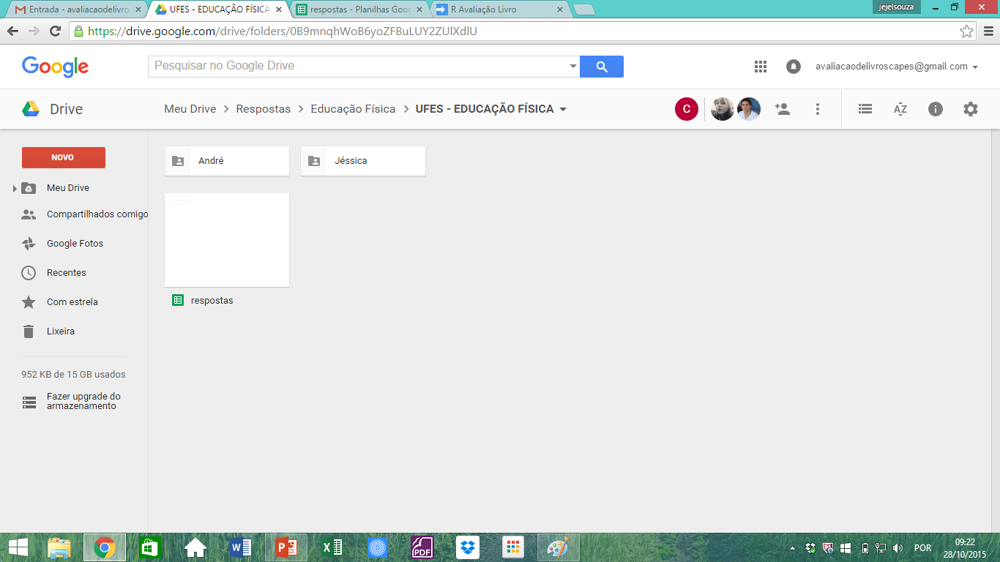 Entrada - avaliacaodelivro
UFES - EDUCAÇÃO FÍSICA
respostas - Planilhas Goog
R Avaliação Livro
jejelsouza
https://drive.google.com/drive/folders/0B9mnqhWoB6yoZFBuLUY2ZUlXdlU
Google
Pesquisar no Google Drive
avaliacaodelivroscapes@gmail.com
Drive
Meu Drive > Respostas > Educação Física > UFES - EDUCAÇÃO FÍSICA
C
AZ
NOVO
Meu Drive
Compartilhados comigo
Google Fotos
Recentes
Com estrela
Lixeira
952 KB de 15 GB usados
Fazer upgrade do
armazenamento
André
Jéssica
respostas
PDF
POR
09:22
28/10/2015